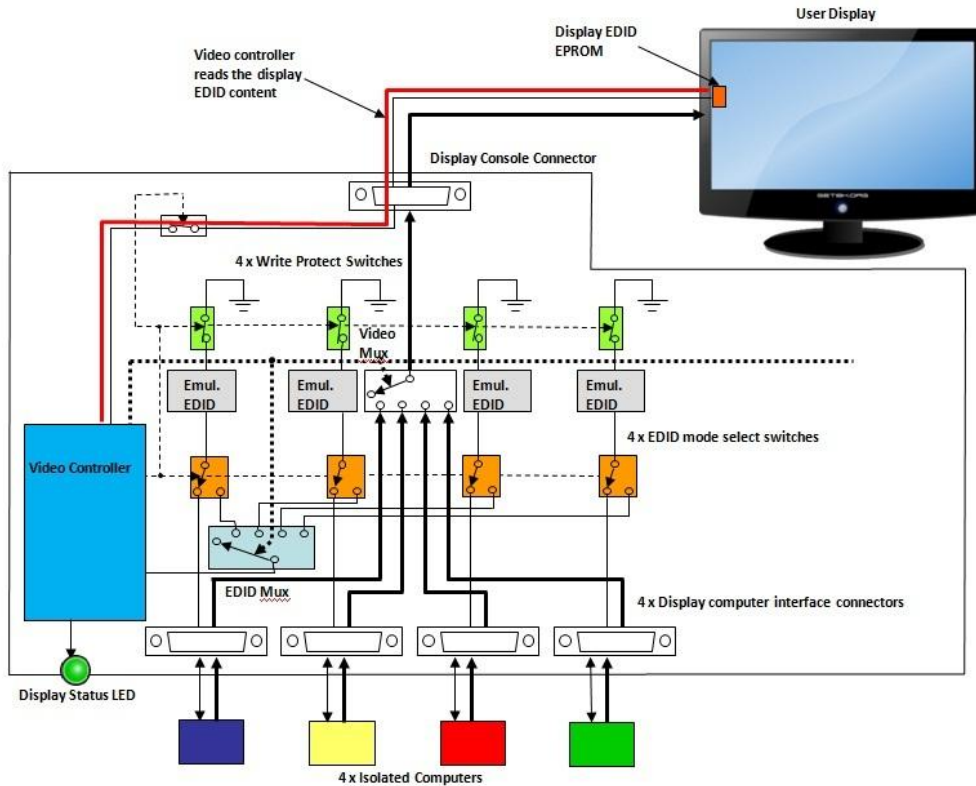 User Display
Display EDID
EPROM
Video controller
reads the display
EDID content
Display Console Connector
4 x Write Protect Switches
Video
Mux
Emul.
EDID
Emul.
EDID
Emul.
EDID
Emul.
EDID
4 x EDID mode select switches
Video Controller
EDID Mux
4 x Display computer interface connectors
Display Status LED
4 x Isolated Computers